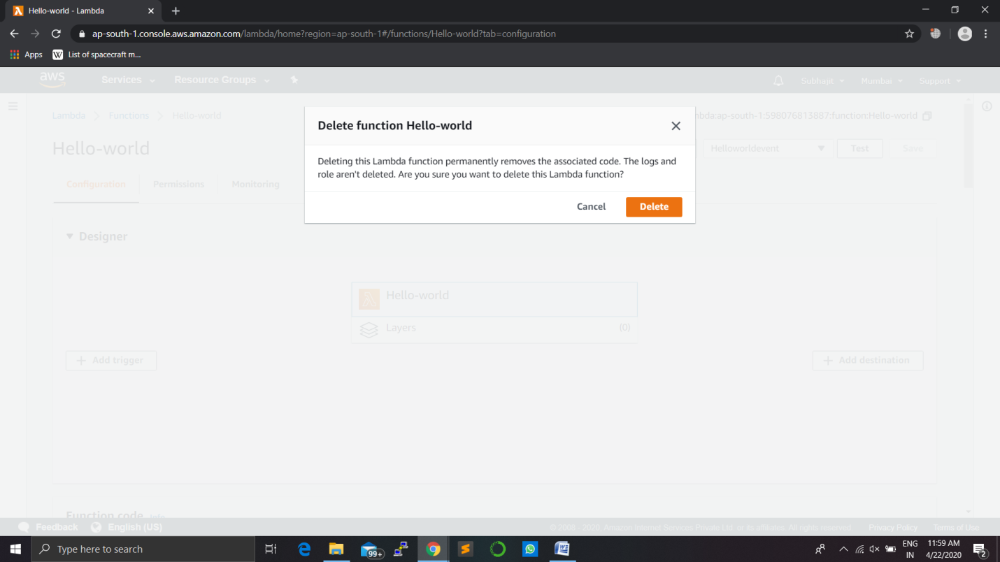 Hello-world - Lambda
ap-south-1.console.aws.amazon.com/lambda/home?region=ap-south-1#/functions/Hello-world?tab=configuration
Apps
W List of spacecraft m...
aws
Services
Resource Groups
Subhajit
Mumbai
Support
Lambda
Functions
Hello-world
bda:ap-south-1:598076813887:function:Hello-world
Hello-world
Helloworldevent
Test
Save
Configuration
Permissions
Monitoring
Delete function Hello-world
Deleting this Lambda function permanently removes the associated code. The logs and
role aren't deleted. Are you sure you want to delete this Lambda function?
Cancel
Delete
Designer
Hello-world
Layers
(0)
+ Add trigger
+ Add destination
Function code Info
Feedback
English (US)
© 2008 - 2020, Amazon Internet Services Private Ltd. or its affiliates. All rights reserved.
Privacy Policy
Terms of Use
Type here to search
99+
ENG
IN
11:59 AM
4/22/2020
2